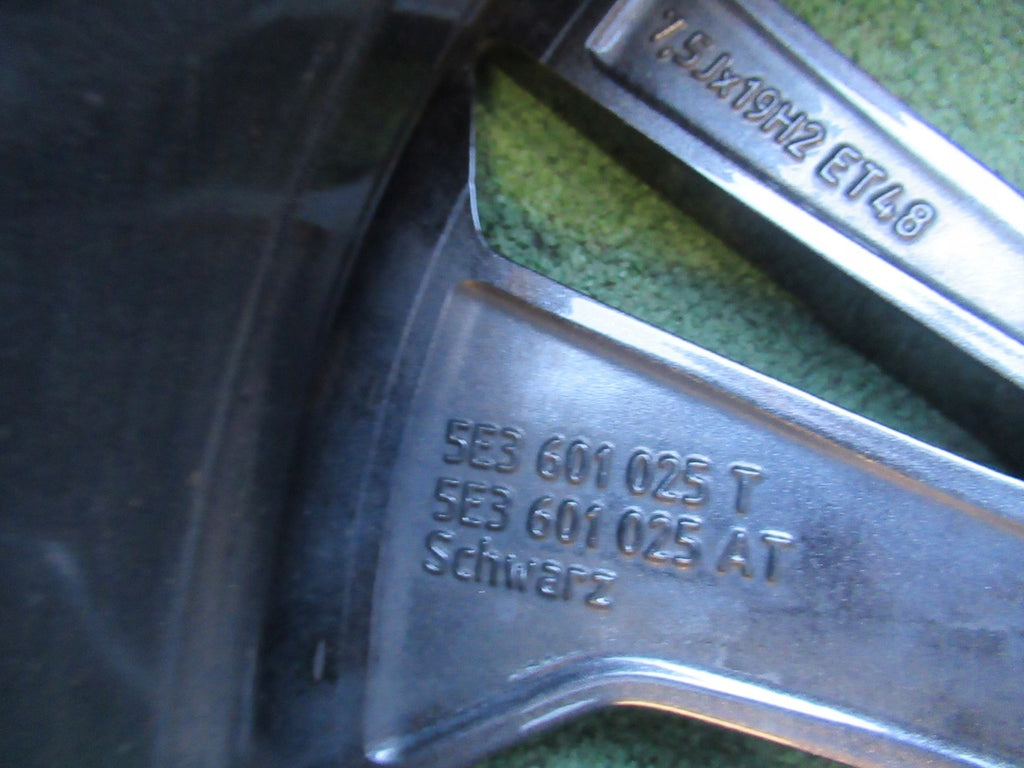 7,5Jx19H2 ET48
5E3 601 025 T
5E3 601 025 AT
Schwarz